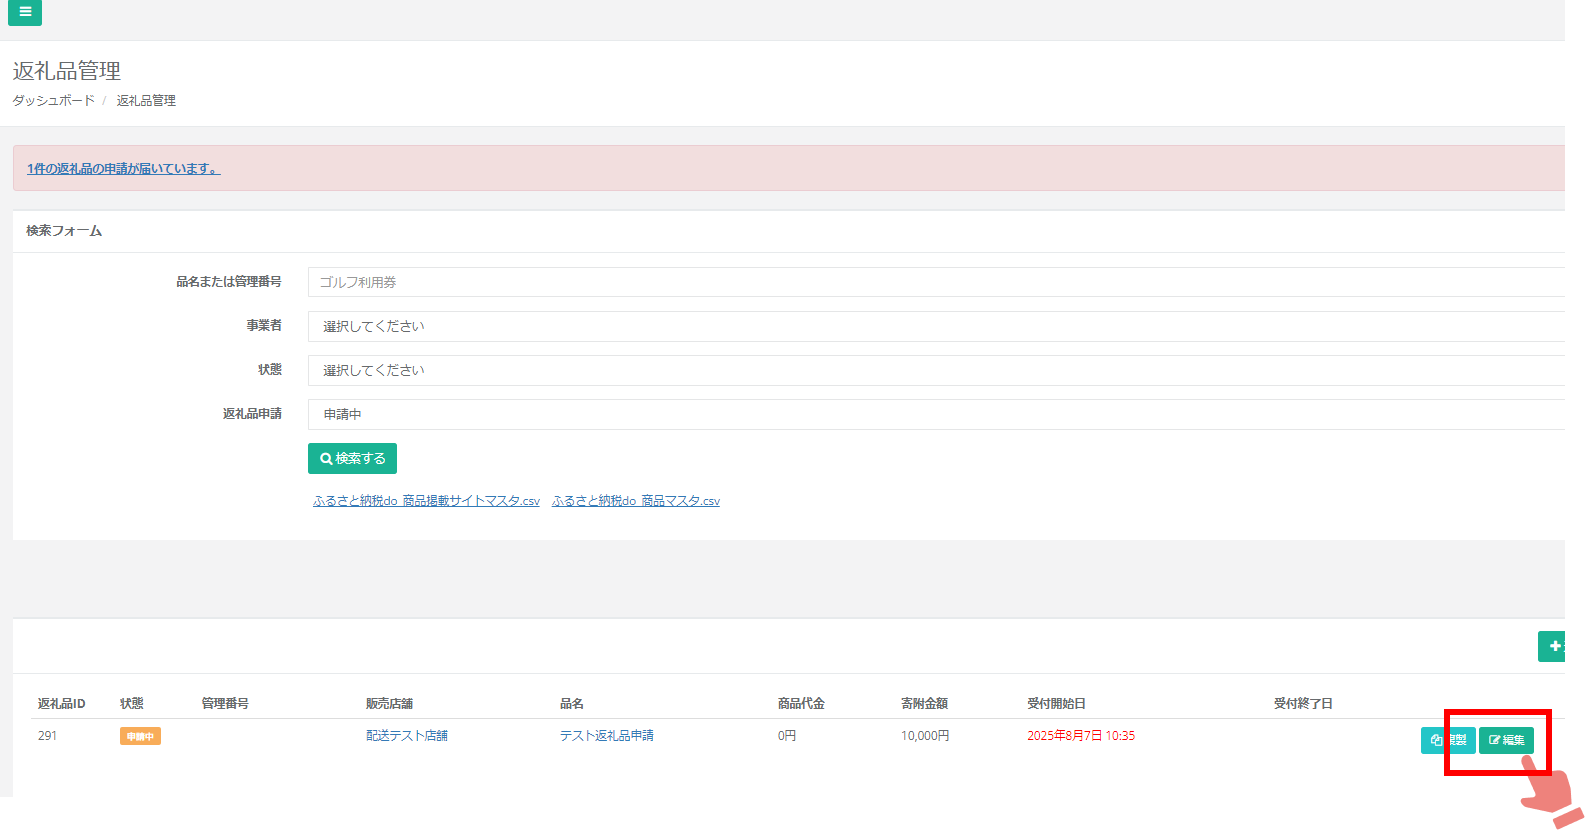 返礼品管理
ダッシュボード / 返礼品管理
1件の返礼品の申請が届いています。
検索フォーム
品名または管理番号 ゴルフ利用券
事業者 選択してください
状態 選択してください
返礼品申請 申請中
検索する
ふるさと納税do_商品掲載サイトマスタ.csv ふるさと納税do_商品マスタ.csv
返礼品ID 状態 管理番号 販売店舗 品名 商品代金 寄附金額 受付開始日 受付終了日
291 申請中 配送テスト店舗 テスト返礼品申請 0円 10,000円 2025年8月7日 10:35 複製 編集